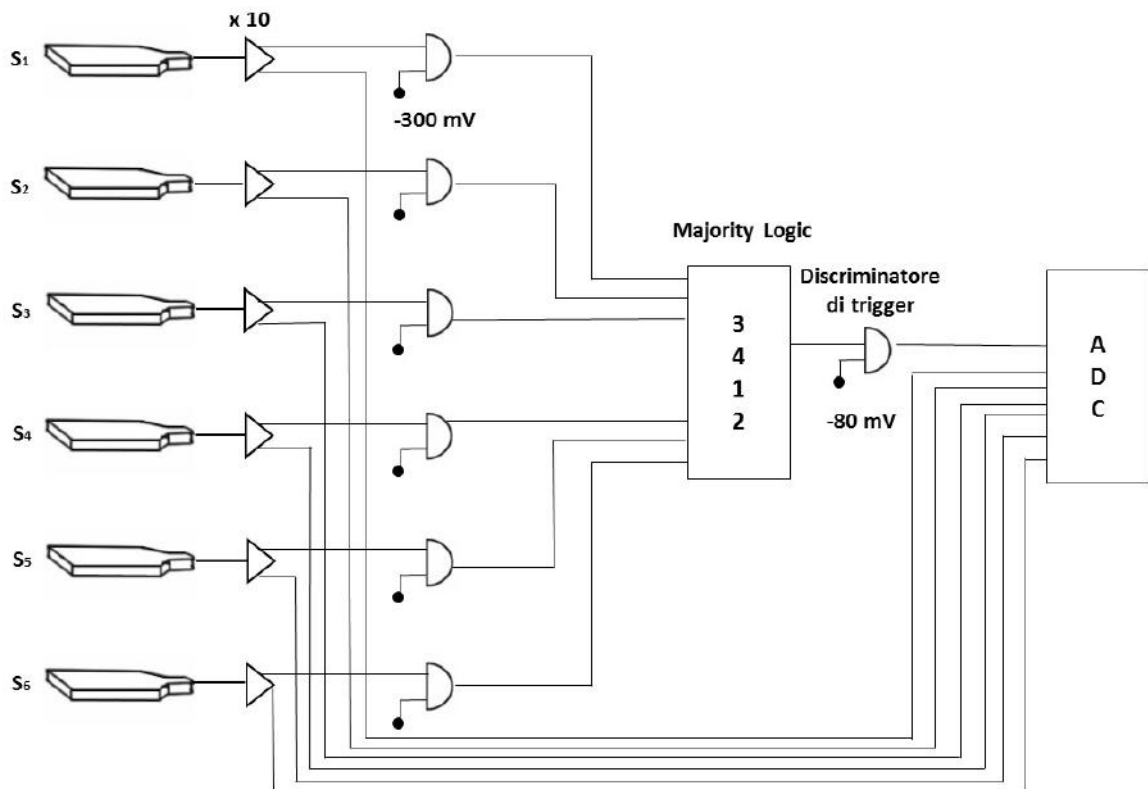 x 10
S1
-300 mV
S2
Majority Logic
Discriminatore
di trigger
S3
3
4
1
2
A
D
C
-80 mV
S4
S5
S6